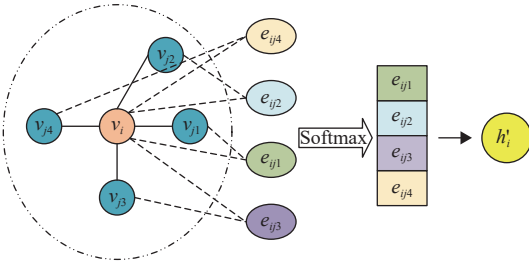 v_{j2}
v_{j4}
v_i
v_{j1}
v_{j3}
e_{ij4}
e_{ij2}
e_{ij1}
e_{ij3}
Softmax
e_{ij1}
e_{ij2}
e_{ij3}
e_{ij4}
h'_i